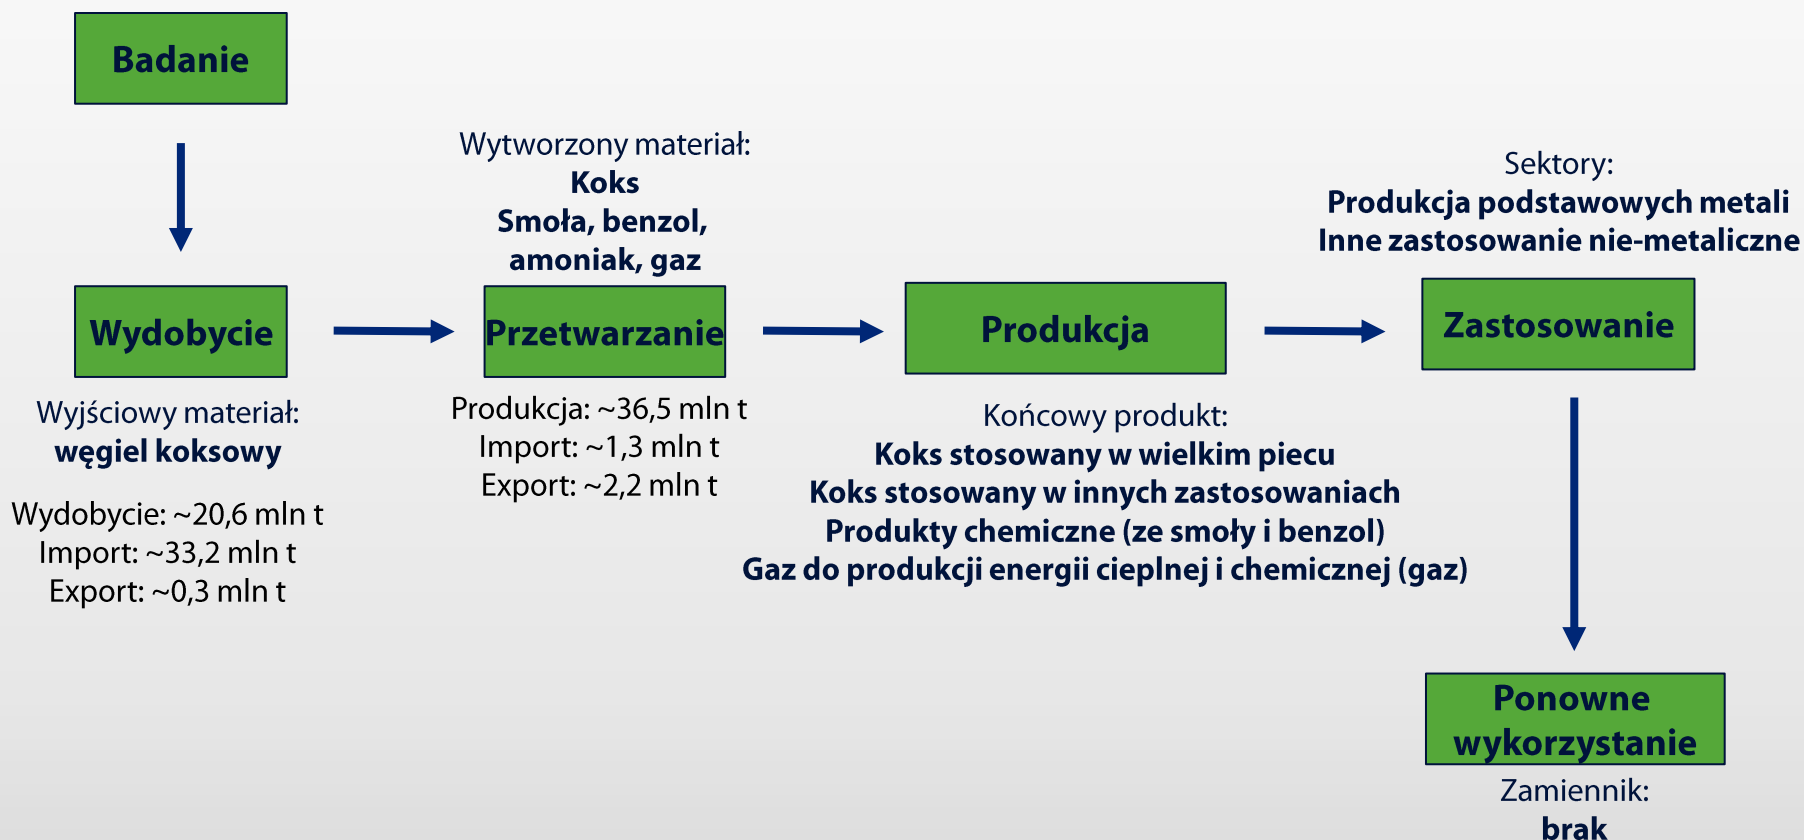 Badanie
Wydobycie
Wyjściowy materiał:
węgiel koksowy
Wydobycie: ~20,6 mln t
Import: ~33,2 mln t
Export: ~0,3 mln t
Wytworzony materiał:
Koks
Smoła, benzol,
amoniak, gaz
Przetwarzanie
Produkcja: ~36,5 mln t
Import: ~1,3 mln t
Export: ~2,2 mln t
Produkcja
Końcowy produkt:
Koks stosowany w wielkim piecu
Koks stosowany w innych zastosowaniach
Produkty chemiczne (ze smoły i benzol)
Gaz do produkcji energii cieplnej i chemicznej (gaz)
Sektory:
Produkcja podstawowych metali
Inne zastosowanie nie-metaliczne
Zastosowanie
Ponowne
wykorzystanie
Zamiennik:
brak